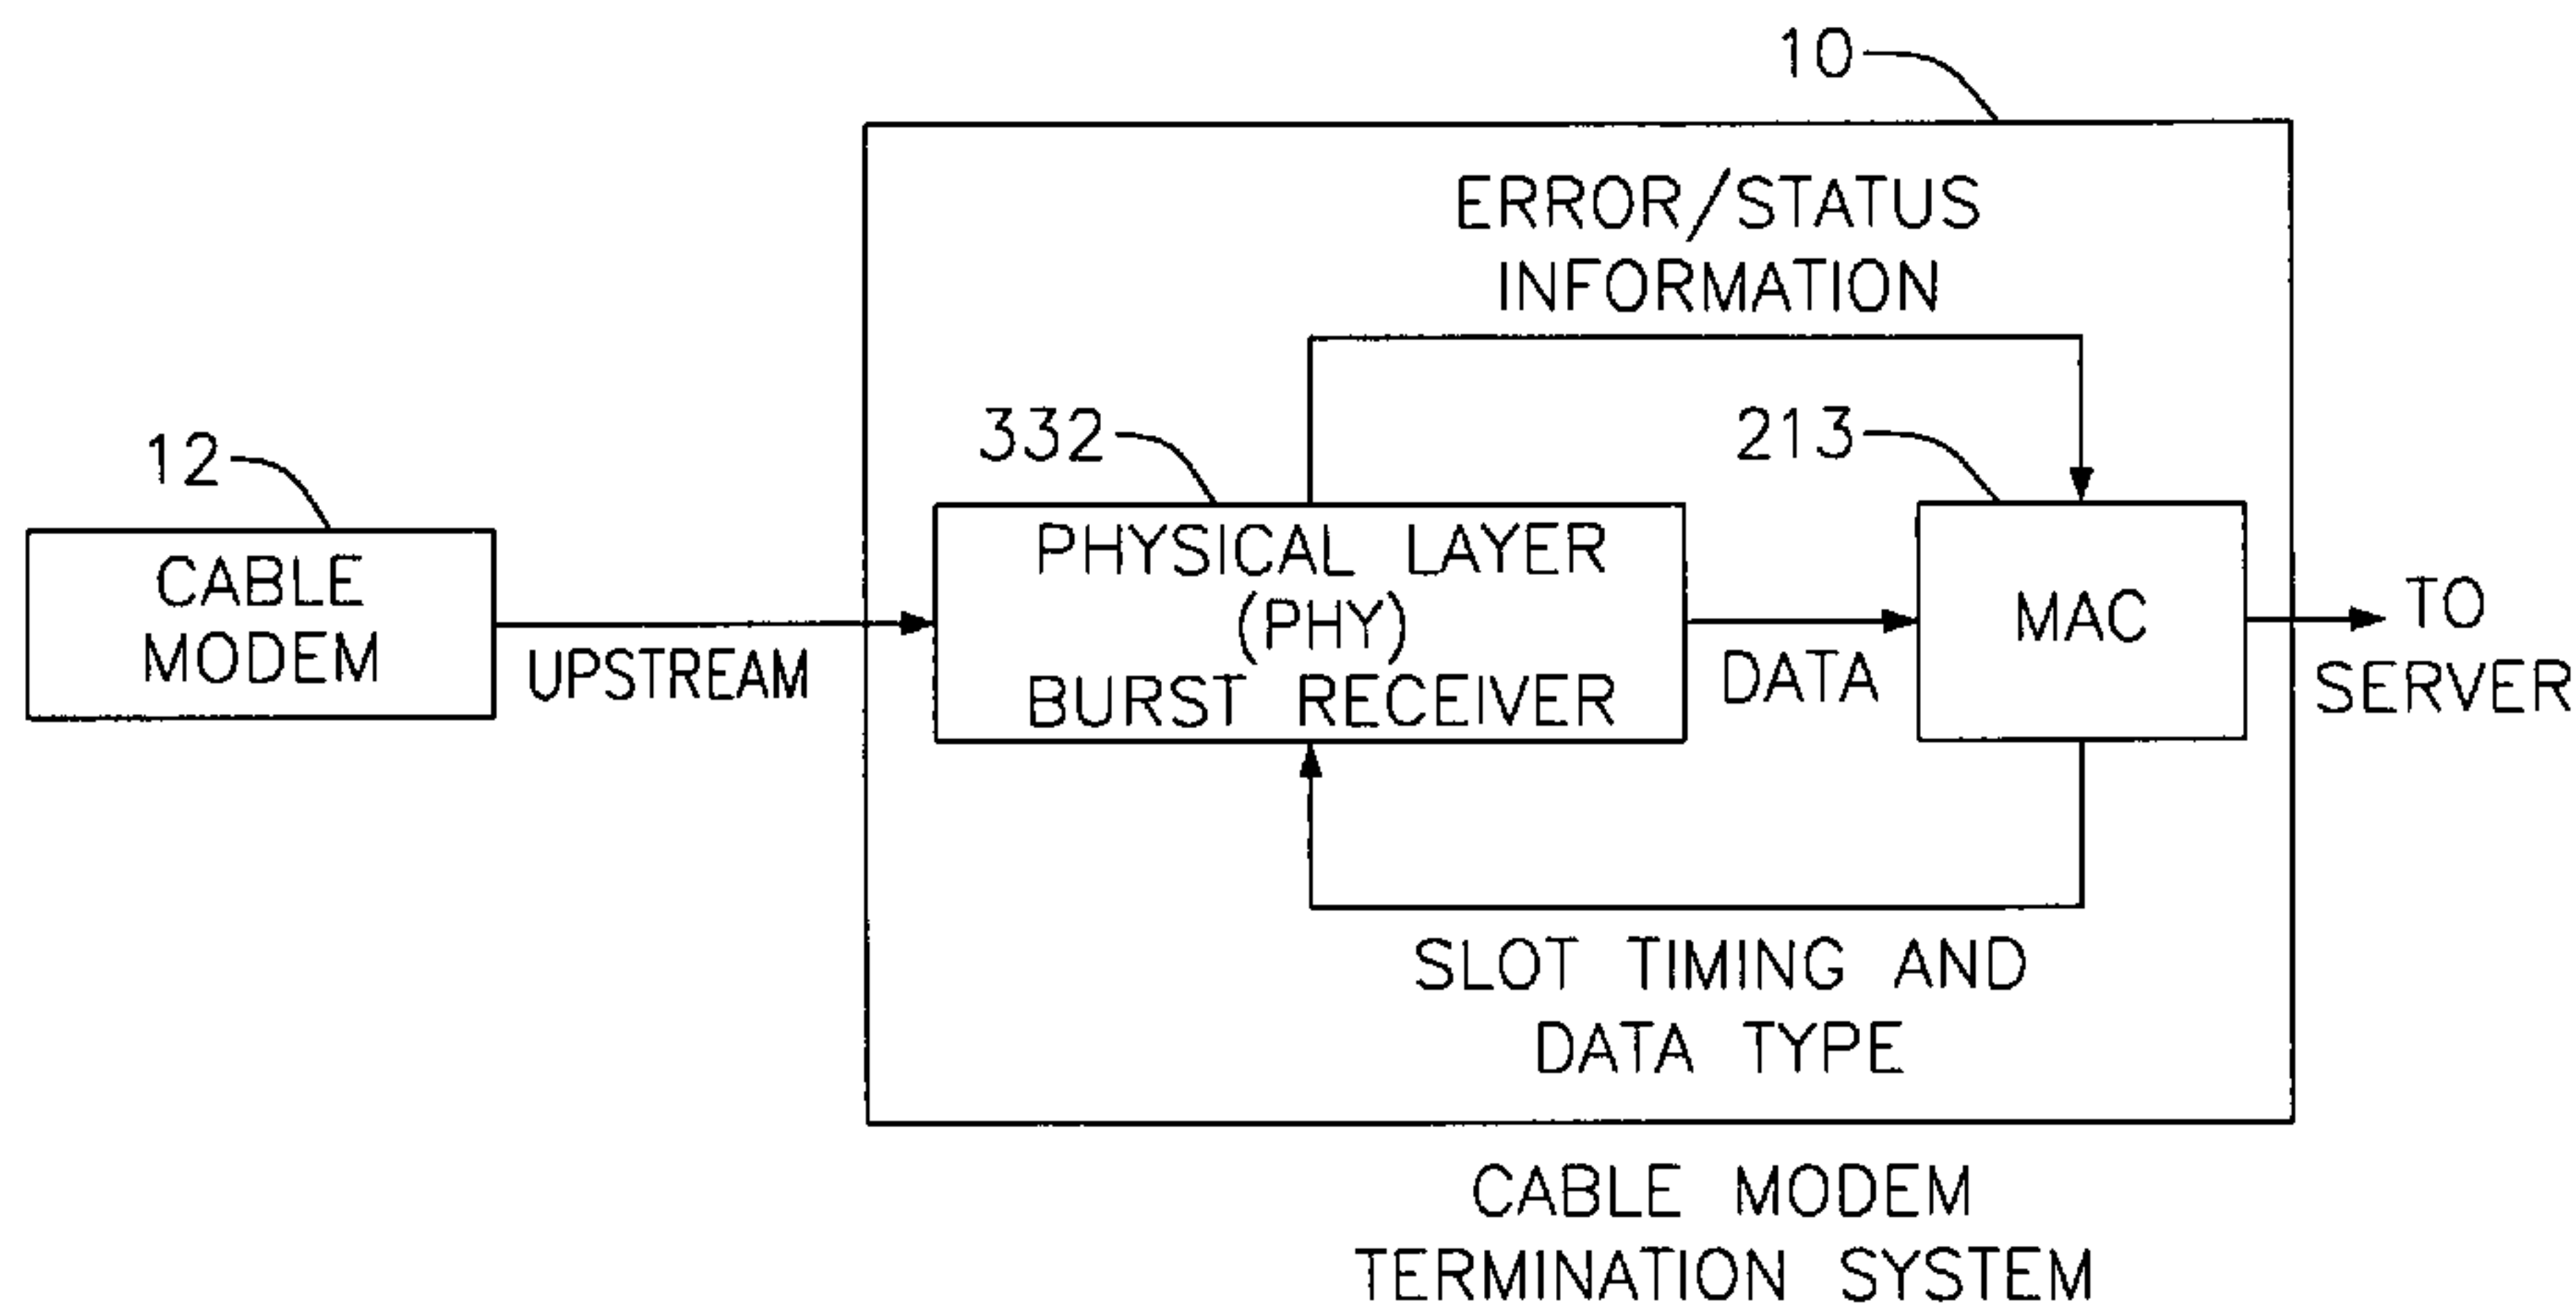 10
ERROR/STATUS
INFORMATION
332
213
12
CABLE
MODEM
UPSTREAM
PHYSICAL LAYER
(PHY)
BURST RECEIVER
DATA
MAC
TO
SERVER
SLOT TIMING AND
DATA TYPE
CABLE MODEM
TERMINATION SYSTEM